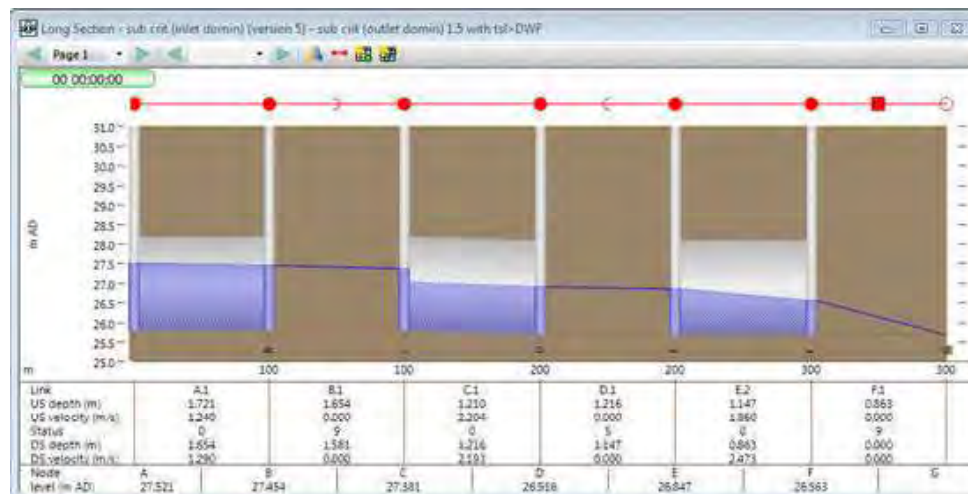 Long Section - sub crit (inlet domin) (version 5) - sub crit (outlet domin) 1.5 with tsl>DWF
Page 1
00 00:00:00
31.0
30.5
30.0
29.5
29.0
28.5
28.0
27.5
27.0
26.5
26.0
25.5
25.0
m AD
m 100 100 200 200 300 300
Link A.1 B.1 C.1 D.1 E.2 F.1
US depth (m) 1.721 1.654 1.210 1.216 1.147 0.863
US velocity (m/s) 1.240 0.000 2.204 0.000 1.860 0.000
Status 0 9 0 5 0 9
DS depth (m) 1.654 1.581 1.216 1.147 0.863 0.000
DS velocity (m/s) 1.290 0.000 2.191 0.000 2.473 0.000
Node A B C D E F G
level (m AD) 27.521 27.454 27.381 26.916 26.847 26.563